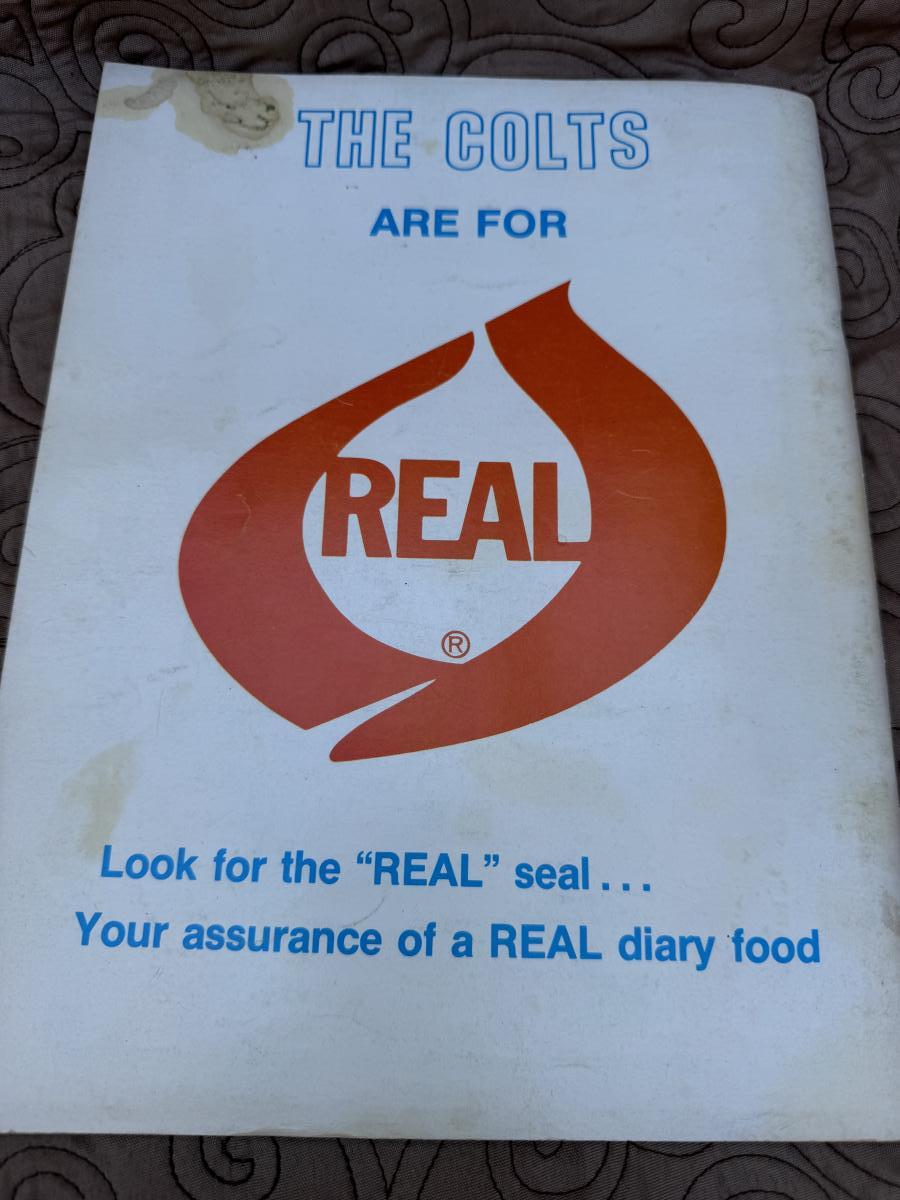 THE COLTS
ARE FOR
REAL
®
Look for the “REAL” seal...
Your assurance of a REAL diary food